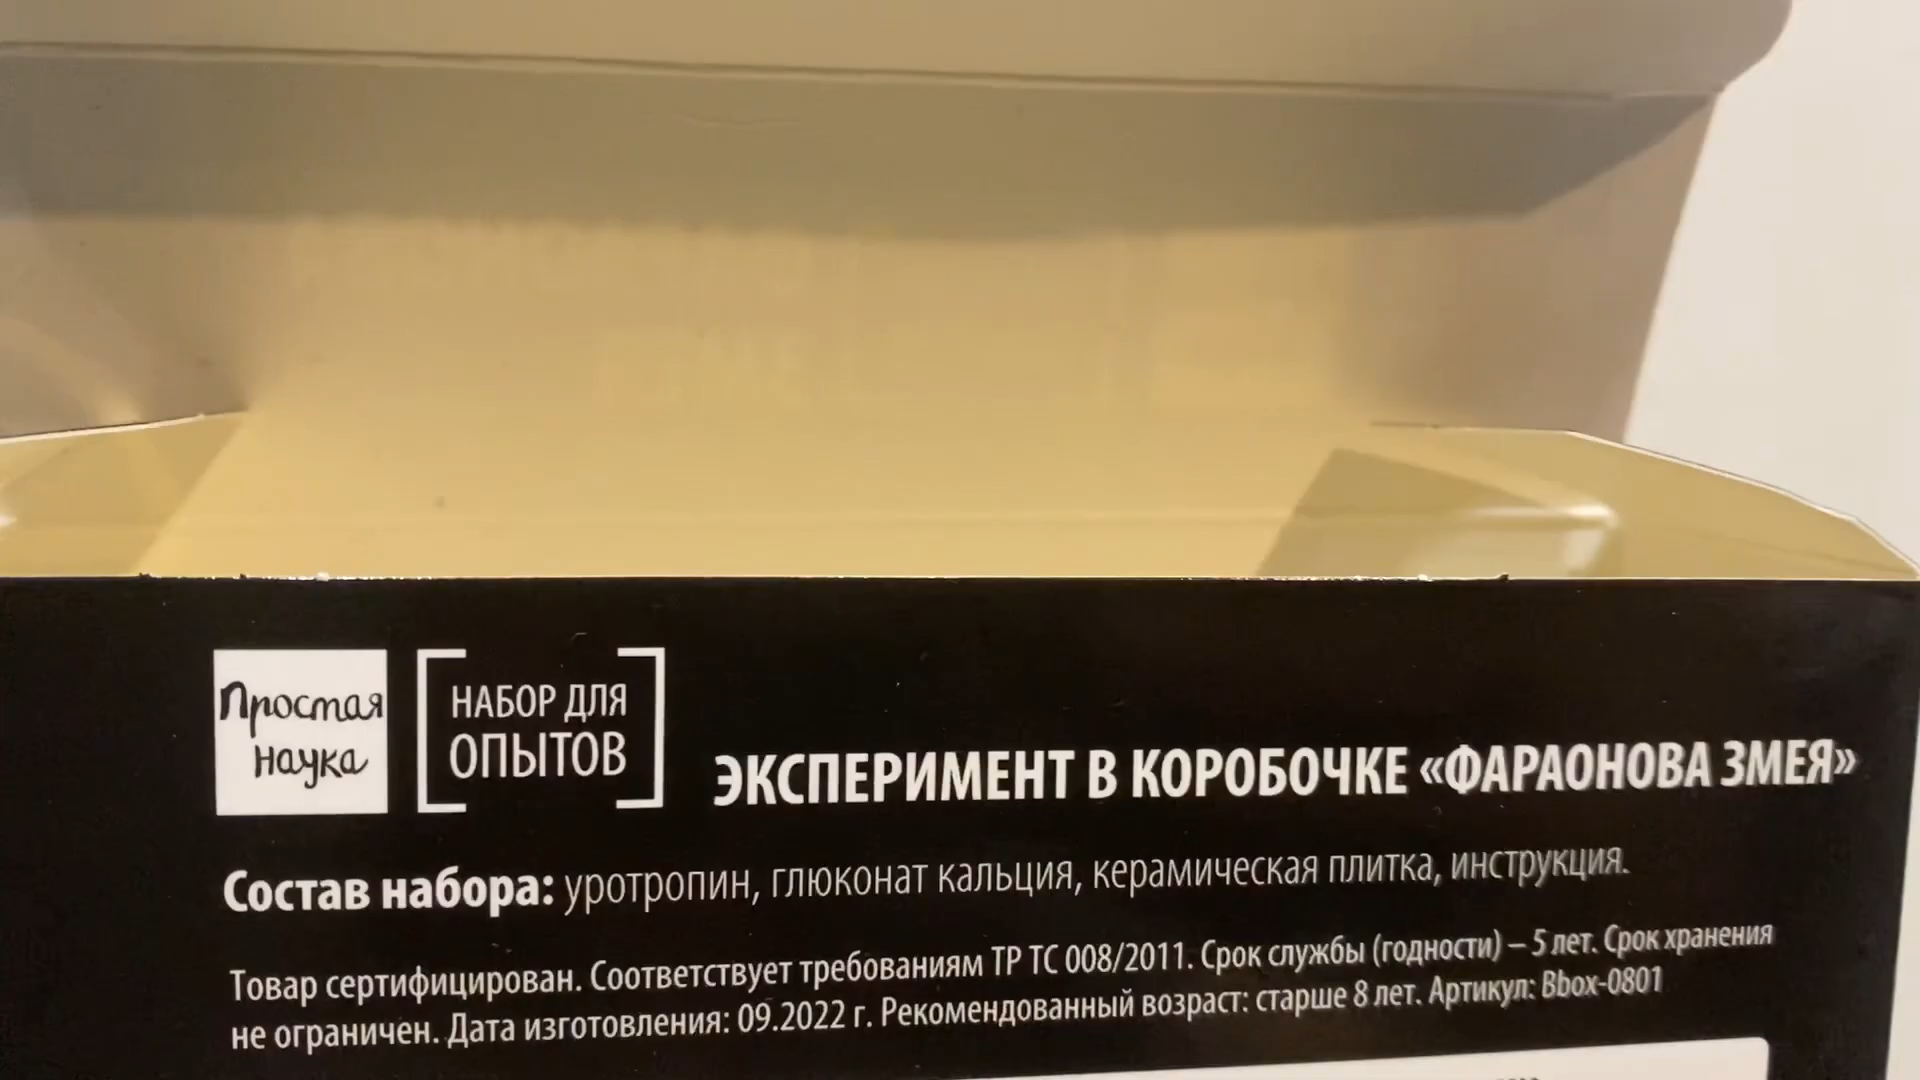 Простая
наука
НАБОР ДЛЯ
ОПЫТОВ
ЭКСПЕРИМЕНТ В КОРОБОЧКЕ «ФАРАОНОВА ЗМЕЯ»
Состав набора: уротропин, глюконат кальция, керамическая плитка, инструкция.
Товар сертифицирован. Соответствует требованиям ТР ТС 008/2011. Срок службы (годности) – 5 лет. Срок хранения
не ограничен. Дата изготовления: 09.2022 г. Рекомендованный возраст: старше 8 лет. Артикул: Bbox-0801